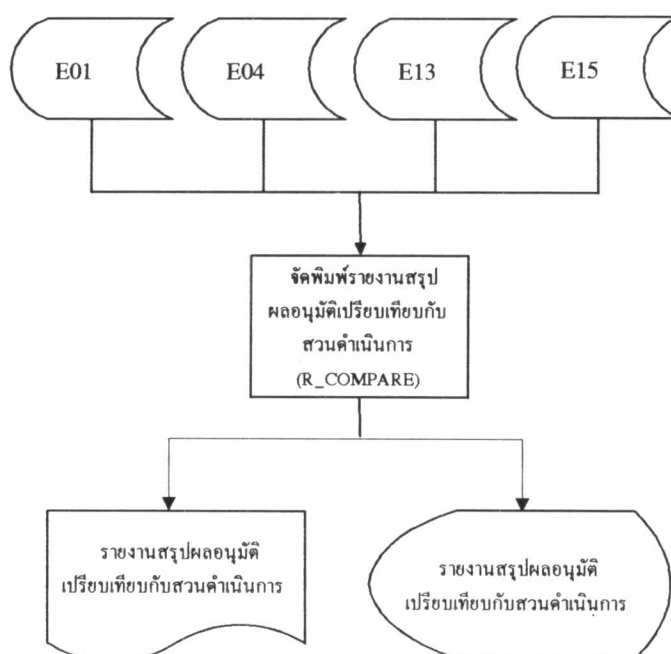 E01
E04
E13
E15
จัดพิมพ์รายงานสรุป
ผลอนุมัติเปรียบเทียบกับ
สวนดำเนินการ
(R_COMPARE)
รายงานสรุปผลอนุมัติ
เปรียบเทียบกับสวนดำเนินการ
รายงานสรุปผลอนุมัติ
เปรียบเทียบกับสวนดำเนินการ